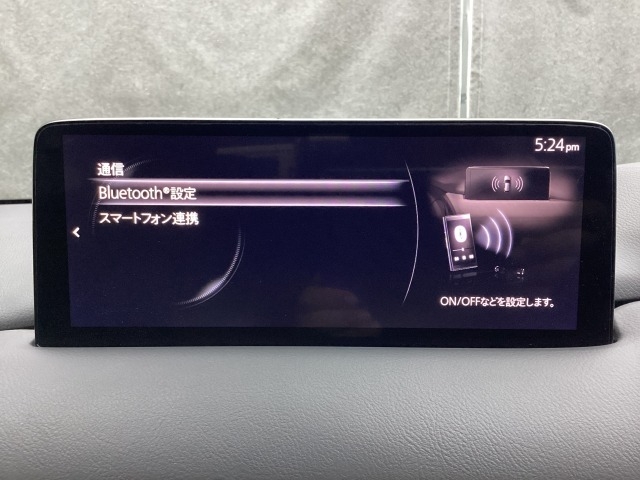 5:24pm
通信
Bluetooth®設定
スマートフォン連携
ON/OFFなどを設定します。